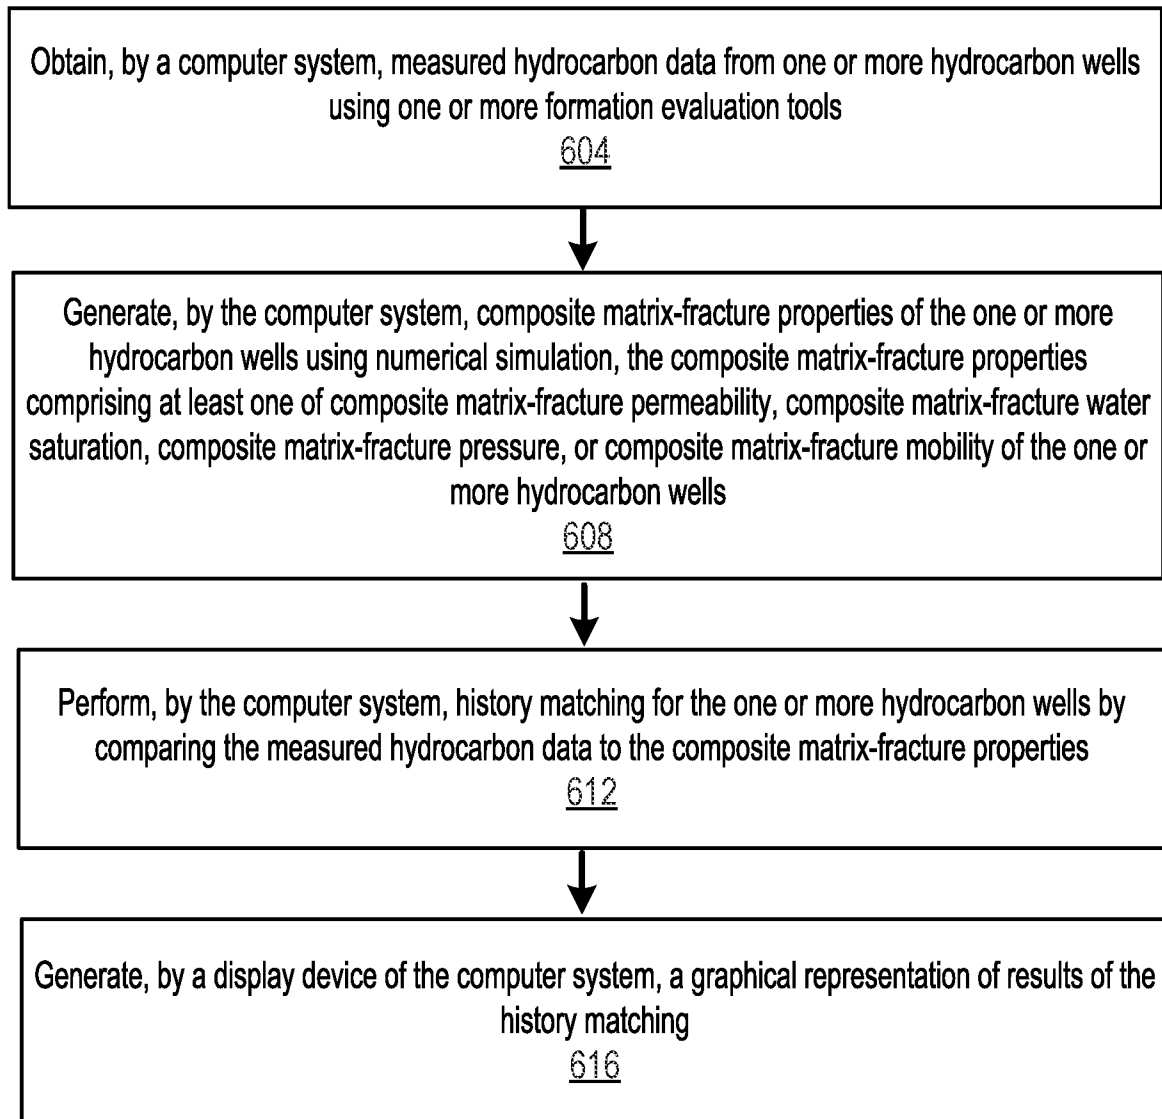 Obtain, by a computer system, measured hydrocarbon data from one or more hydrocarbon wells
using one or more formation evaluation tools
604
Generate, by the computer system, composite matrix-fracture properties of the one or more
hydrocarbon wells using numerical simulation, the composite matrix-fracture properties
comprising at least one of composite matrix-fracture permeability, composite matrix-fracture water
saturation, composite matrix-fracture pressure, or composite matrix-fracture mobility of the one or
more hydrocarbon wells
608
Perform, by the computer system, history matching for the one or more hydrocarbon wells by
comparing the measured hydrocarbon data to the composite matrix-fracture properties
612
Generate, by a display device of the computer system, a graphical representation of results of the
history matching
616